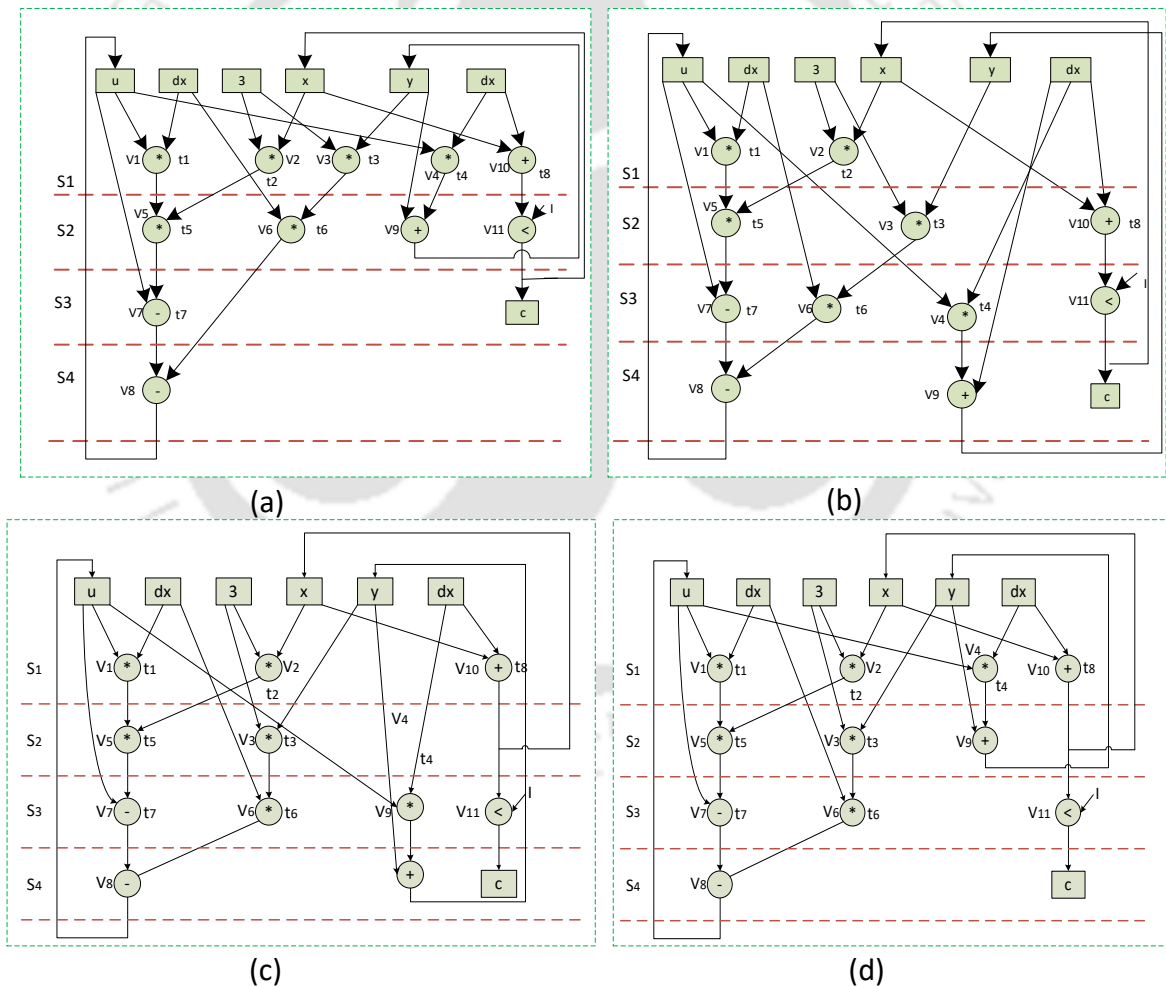 u dx 3 x y dx
V1 * t1 * V2 V3 * t3 * V10 + 
t2 V4 t4 t8
S1
V5 I
S2 * t5 V6 * t6 V9 + V11 <
S3
V7 - t7 c
S4
V8 -
(a)
u dx 3 x y dx
V1 * t1 V2 *
t2
S1
V5
S2 * t5 V3 * t3 V10 + t8
I
S3 V7 - t7 V6 * t6 t4 V11 <
V4 *
S4 V8 - V9 + c
(b)
u dx 3 x y dx
S1 V1 * t1 * V2 V10 + t8
t2
V4
S2 V5 * t5 V3 * t3
t4
I
S3 V7 - t7 V6 * t6 V9 * V11 <
S4 V8 - + c
(c)
u dx 3 x y dx
V4
S1 V1 * t1 * V2 * V10 + t8
t2 t4
S2 V5 * t5 V3 * t3 V9 +
I
S3 V7 - t7 V6 * t6 V11 <
S4 V8 - c
(d)